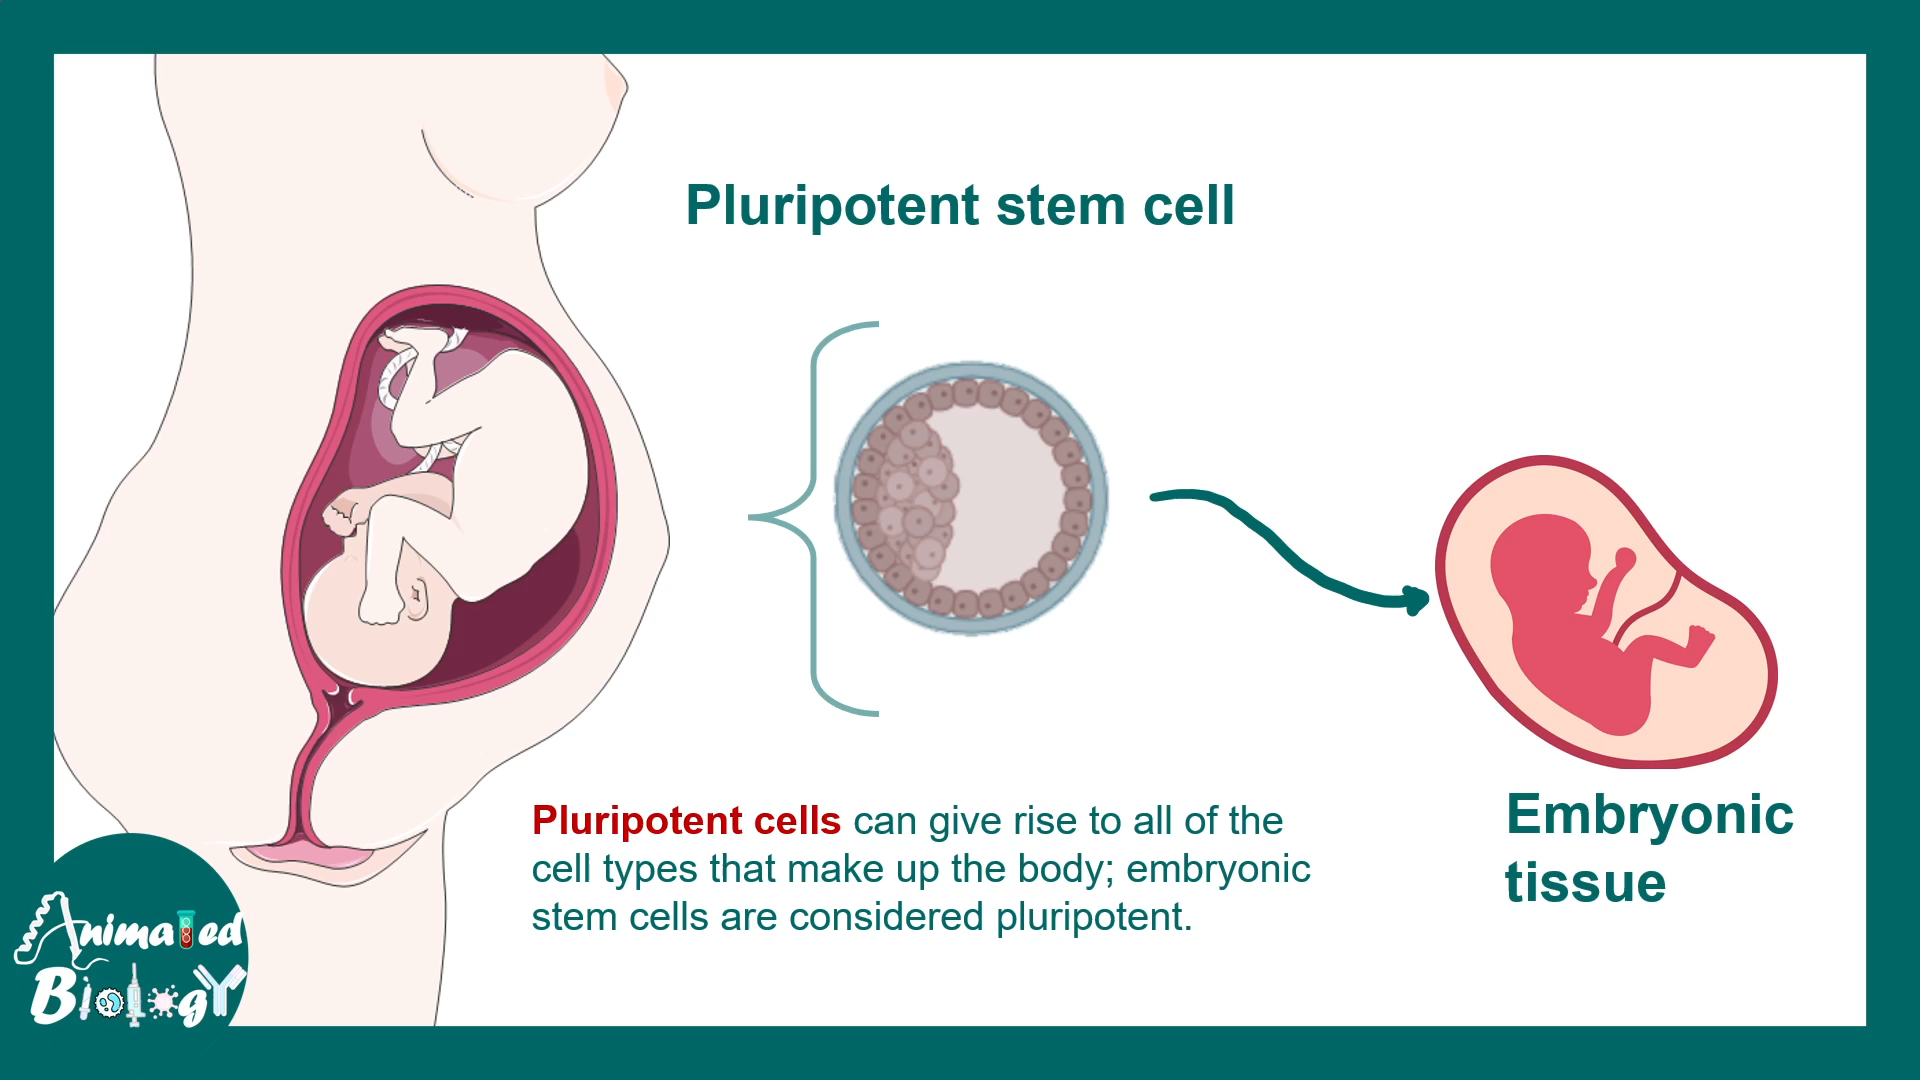 Pluripotent stem cell
Pluripotent cells can give rise to all of the
cell types that make up the body; embryonic
stem cells are considered pluripotent.
Embryonic
tissue
Animated
Biology